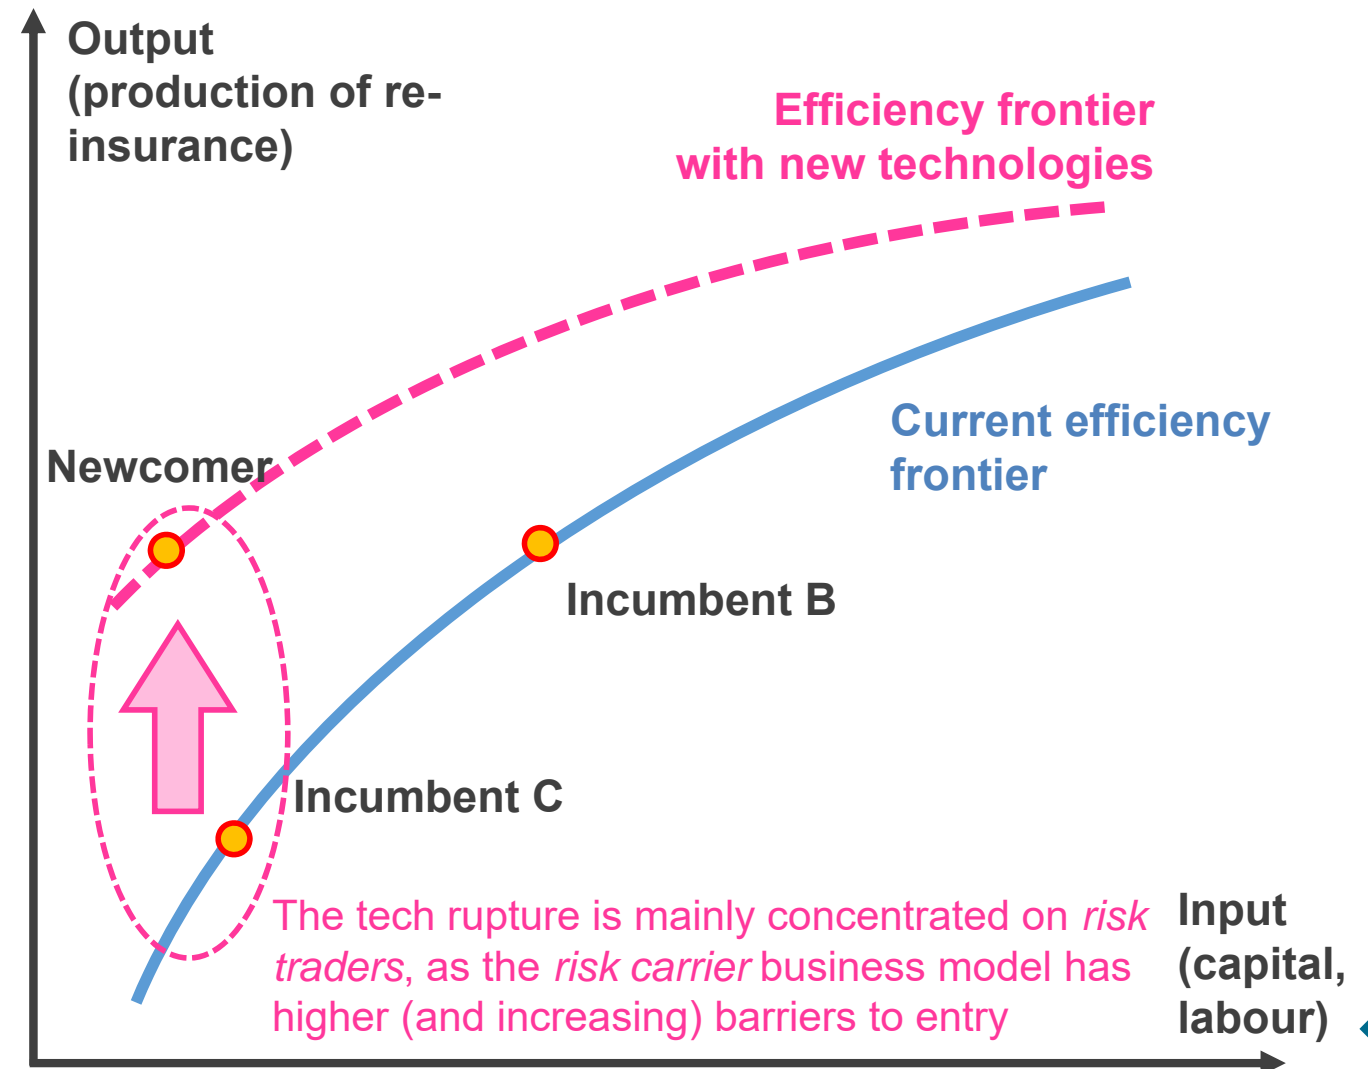 Output
(production of re-
insurance)
Efficiency frontier
with new technologies
Current efficiency
frontier
Newcomer
Incumbent B
Incumbent C
The tech rupture is mainly concentrated on risk
traders, as the risk carrier business model has
higher (and increasing) barriers to entry
Input
(capital,
labour)